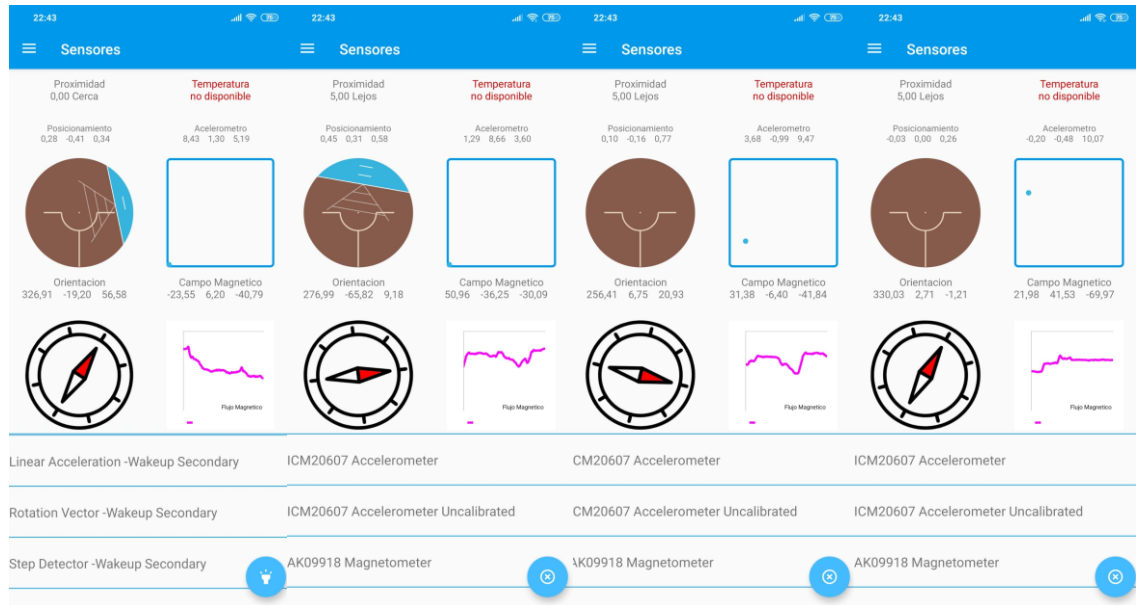 22:43
Sensores
Proximidad
0,00 Cerca
Temperatura
no disponible
Posicionamiento
0,28 -0,41 0,34
Acelerometro
8,43 1,30 5,19
Orientacion
326,91 -19,20 56,58
Campo Magnetico
-23,55 6,20 -40,79
Flujo Magnetico
Linear Acceleration -Wakeup Secondary
Rotation Vector -Wakeup Secondary
Step Detector -Wakeup Secondary
22:43
Sensores
Proximidad
5,00 Lejos
Temperatura
no disponible
Posicionamiento
0,45 0,31 0,58
Acelerometro
1,29 8,66 3,60
Orientacion
276,99 -65,82 9,18
Campo Magnetico
50,96 -36,25 -30,09
Flujo Magnetico
ICM20607 Accelerometer
ICM20607 Accelerometer Uncalibrated
AK09918 Magnetometer
22:43
Sensores
Proximidad
5,00 Lejos
Temperatura
no disponible
Posicionamiento
0,10 -0,16 0,77
Acelerometro
3,68 -0,99 9,47
Orientacion
256,41 6,75 20,93
Campo Magnetico
31,38 -6,40 -41,84
Flujo Magnetico
CM20607 Accelerometer
CM20607 Accelerometer Uncalibrated
AK09918 Magnetometer
22:43
Sensores
Proximidad
5,00 Lejos
Temperatura
no disponible
Posicionamiento
-0,03 0,00 0,26
Acelerometro
-0,20 -0,48 10,07
Orientacion
330,03 2,71 -1,21
Campo Magnetico
21,98 41,53 -69,97
Flujo Magnetico
ICM20607 Accelerometer
ICM20607 Accelerometer Uncalibrated
AK09918 Magnetometer